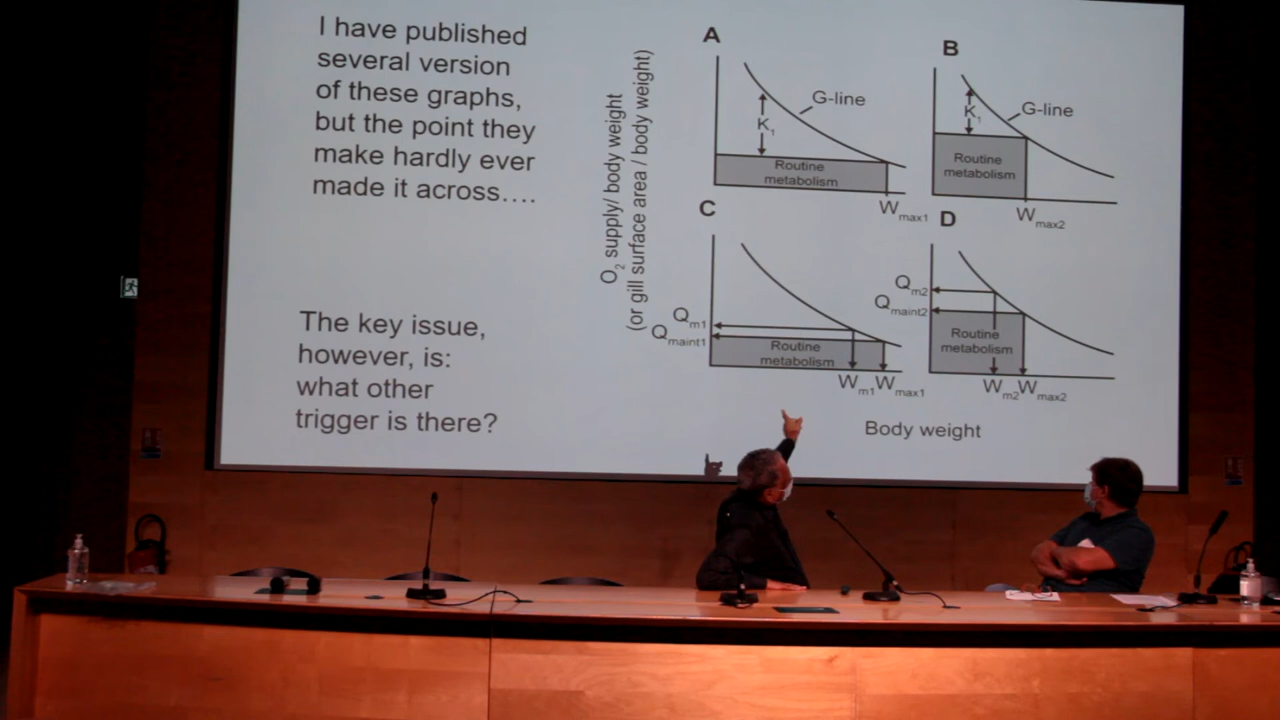 I have published
several version
of these graphs,
but the point they
make hardly ever
made it across....
The key issue,
however, is:
what other
trigger is there?
O2 supply/ body weight
(or gill surface area / body weight)
A
G-line
K1
Routine
metabolism
Wmax1
B
G-line
K1
Routine
metabolism
Wmax2
C
Qm1
Qmaint1
Routine
metabolism
Wm1 Wmax1
D
Qm2
Qmaint2
Routine
metabolism
Wm2 Wmax2
Body weight